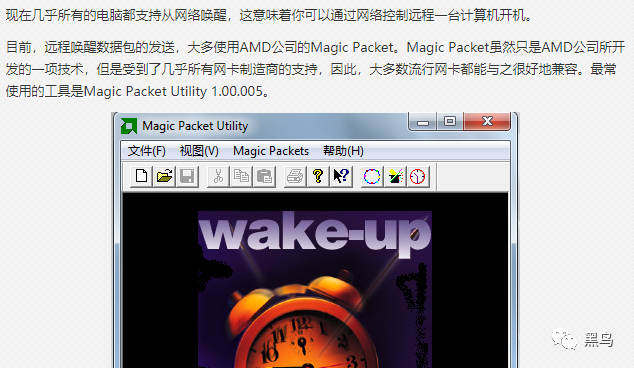 现在几乎所有的电脑都支持从网络唤醒，这意味着你可以通过网络控制远程一台计算机开机。
目前，远程唤醒数据包的发送，大多使用AMD公司的Magic Packet。Magic Packet虽然只是AMD公司所开
发的一项技术，但是受到了几乎所有网卡制造商的支持，因此，大多数流行网卡都能与之很好地兼容。最常
使用的工具是Magic Packet Utility 1.00.005。
Magic Packet Utility
文件(F) 视图(V) Magic Packets 帮助(H)
wake-up
11 12 1
10 2
9 3
16
黑鸟